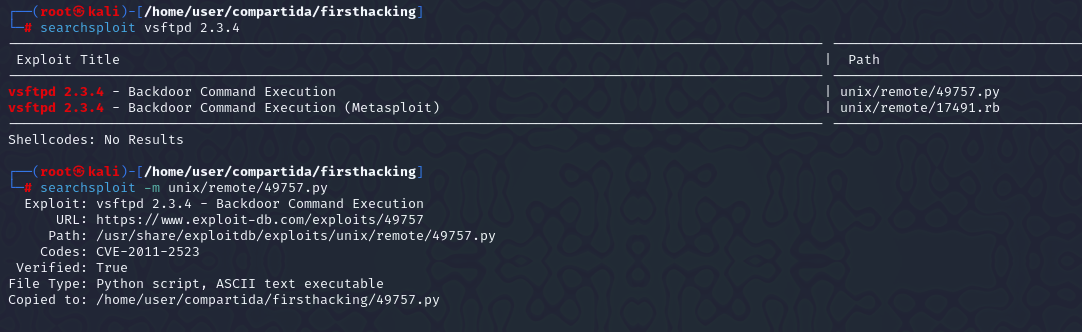 ┌──(root㉿kali)-[/home/user/compartida/firsthacking]
└─# searchsploit vsftpd 2.3.4
Exploit Title | Path
vsftpd 2.3.4 - Backdoor Command Execution | unix/remote/49757.py
vsftpd 2.3.4 - Backdoor Command Execution (Metasploit) | unix/remote/17491.rb
Shellcodes: No Results
┌──(root㉿kali)-[/home/user/compartida/firsthacking]
└─# searchsploit -m unix/remote/49757.py
Exploit: vsftpd 2.3.4 - Backdoor Command Execution
URL: https://www.exploit-db.com/exploits/49757
Path: /usr/share/exploitdb/exploits/unix/remote/49757.py
Codes: CVE-2011-2523
Verified: True
File Type: Python script, ASCII text executable
Copied to: /home/user/compartida/firsthacking/49757.py